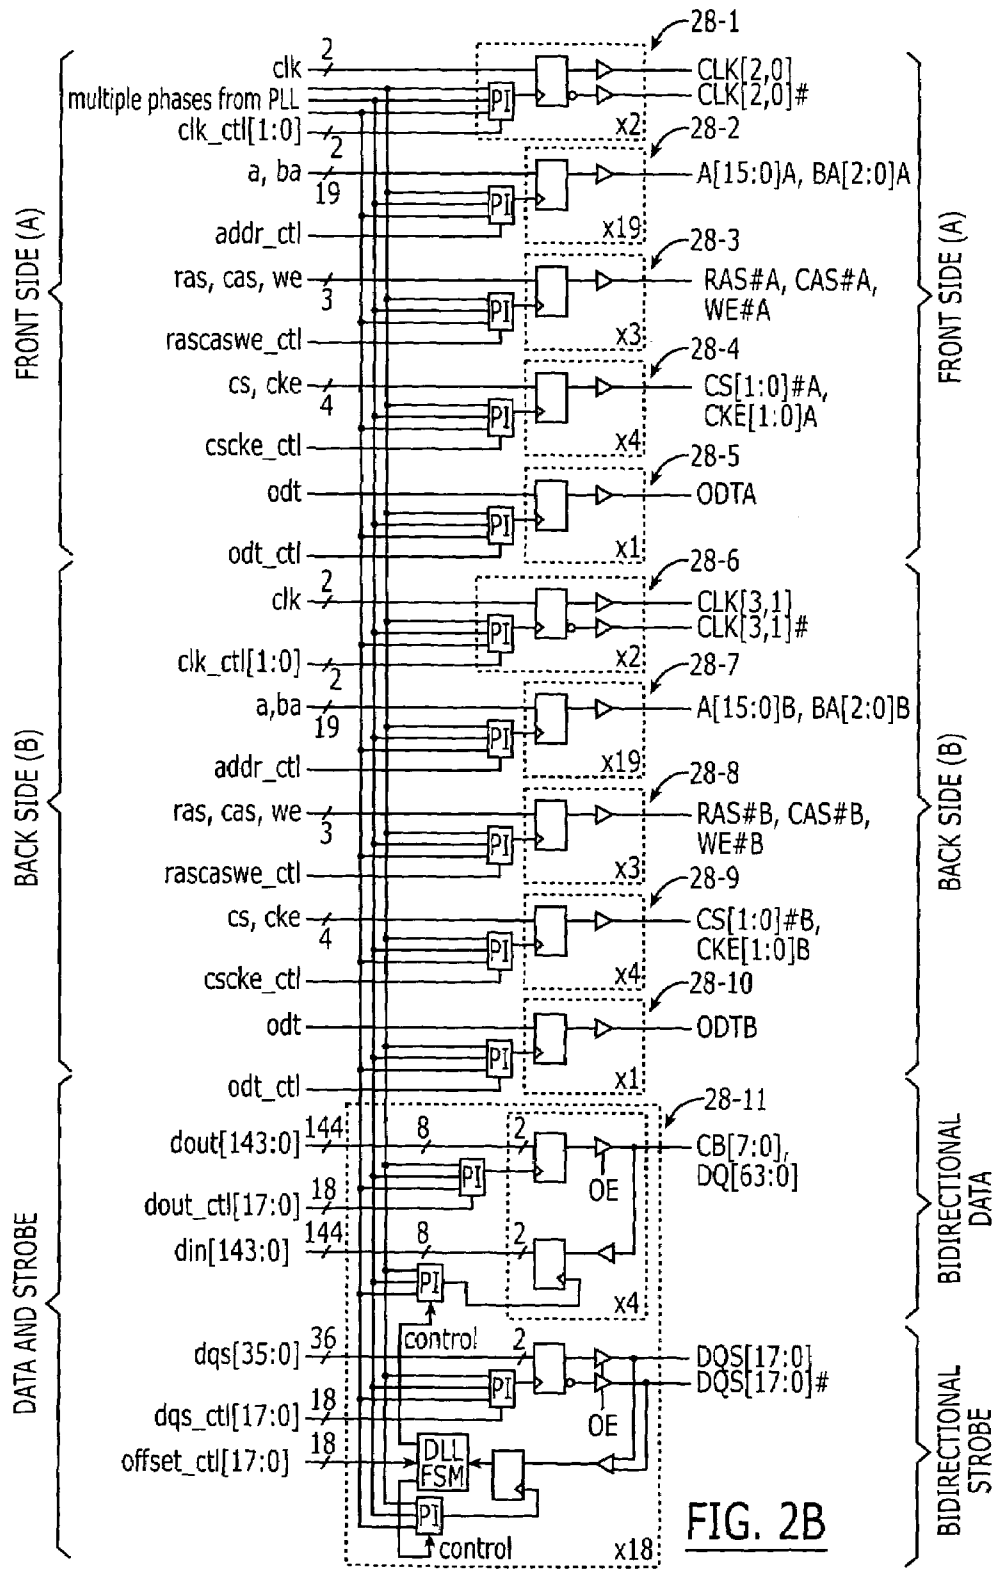 28-1
clk 2
CLK[2,0]
multiple phases from PLL
PI
CLK[2,0]#
clk_ctl[1:0]
x2
28-2
a, ba 2
19
A[15:0]A, BA[2:0]A
PI
addr_ctl
x19
28-3
ras, cas, we
3
RAS#A, CAS#A,
WE#A
PI
rascaswe_ctl
x3
28-4
cs, cke
4
CS[1:0]#A,
CKE[1:0]A
PI
cscke_ctl
x4
28-5
odt
ODTA
PI
odt_ctl
x1
FRONT SIDE (A)
FRONT SIDE (A)
28-6
clk 2
CLK[3,1]
PI
CLK[3,1]#
clk_ctl[1:0]
x2
28-7
a,ba 2
19
A[15:0]B, BA[2:0]B
PI
addr_ctl
x19
28-8
ras, cas, we
3
RAS#B, CAS#B,
WE#B
PI
rascaswe_ctl
x3
28-9
cs, cke
4
CS[1:0]#B,
CKE[1:0]B
PI
cscke_ctl
x4
28-10
odt
ODTB
PI
odt_ctl
x1
BACK SIDE (B)
BACK SIDE (B)
28-11
dout[143:0] 144 8 2
CB[7:0],
DQ[63:0]
PI
OE
dout_ctl[17:0] 18
din[143:0] 144 8 2
PI
x4
control
dqs[35:0] 36 2
DQS[17:0]
PI
DQS[17:0]#
dqs_ctl[17:0] 18
OE
offset_ctl[17:0] 18
DLL
FSM
PI
control
x18
DATA AND STROBE
BIDIRECTIONAL
DATA
BIDIRECTIONAL
STROBE
FIG. 2B